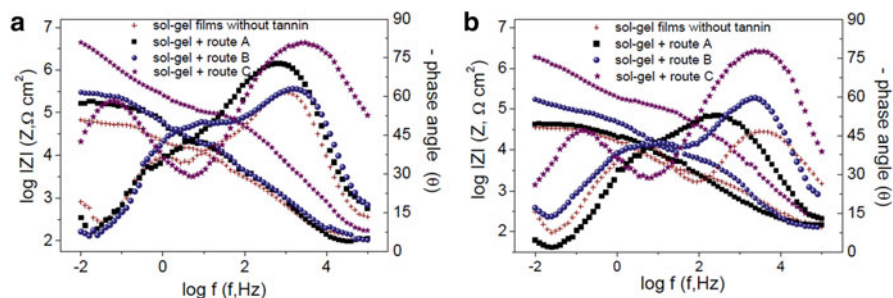 a
sol-gel films without tannin
sol-gel + route A
sol-gel + route B
sol-gel + route C
7
6
5
4
3
2
log IZI (Z,Ω cm²)
90
75
60
45
30
15
0
- phase angle (θ)
-2
0
2
4
log f (f,Hz)
b
sol-gel films without tannin
sol-gel + route A
sol-gel + route B
sol-gel + route C
7
6
5
4
3
2
log IZI (Z,Ω cm²)
90
75
60
45
30
15
0
- phase angle (θ)
-2
0
2
4
log f (f,Hz)